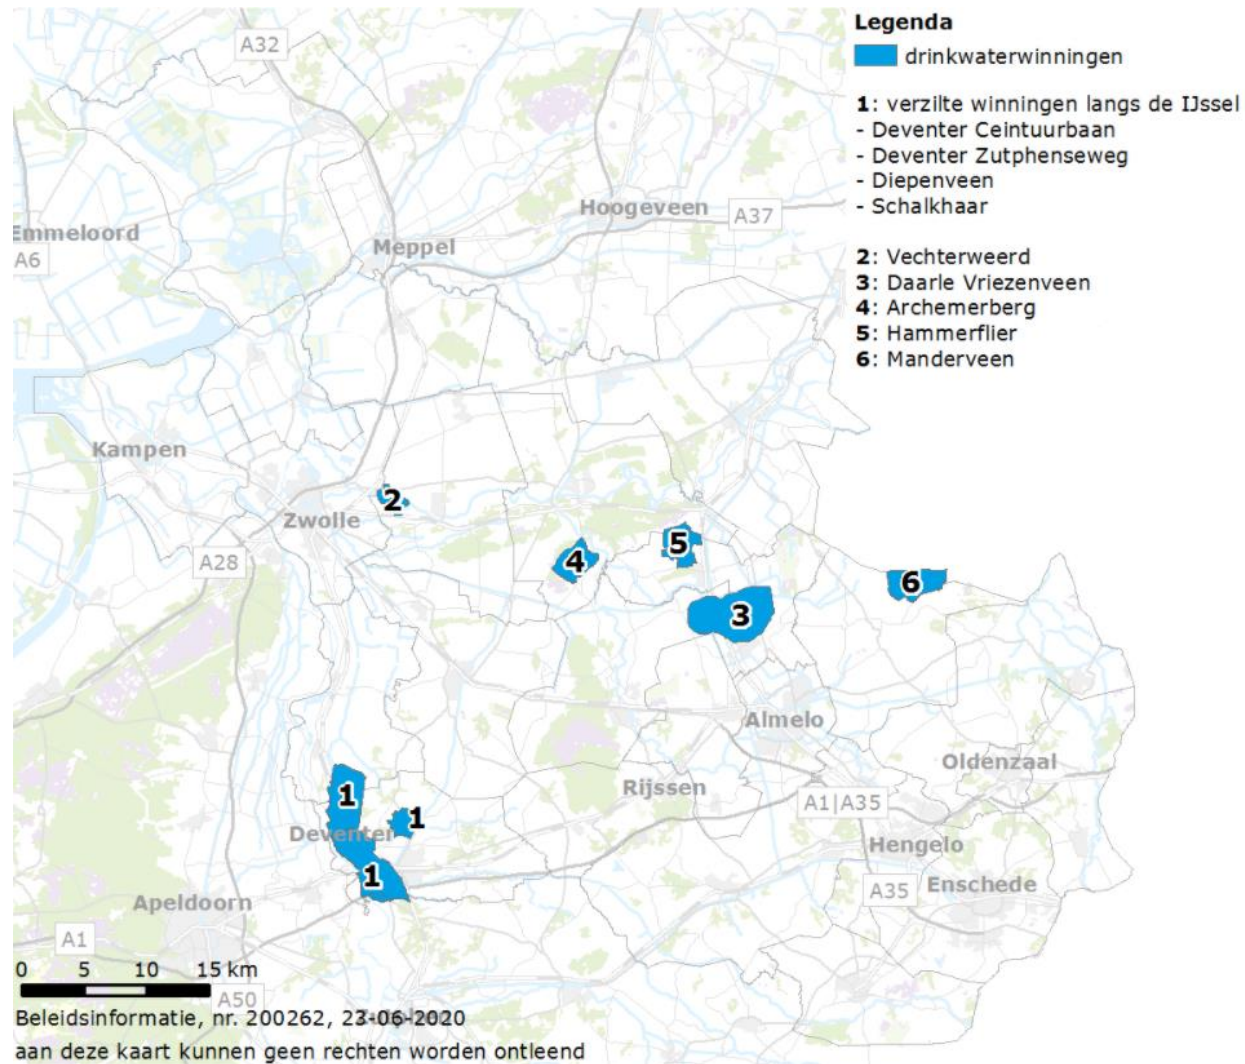 Legenda
drinkwaterwinningen
1: verzilte winningen langs de IJssel
- Deventer Ceintuurbaan
- Deventer Zutphenseweg
- Diepenveen
- Schalkhaar
2: Vechterweerd
3: Daarle Vriezenveen
4: Archemerberg
5: Hammerflier
6: Manderveen
A32
Hoogeveen
A37
Emmeloord
A6
Meppel
Kampen
2
Zwolle
A28
5
4
6
3
Almelo
Oldenzaal
Rijssen
1
A1|A35
1
Deventer
Hengelo
1
Enschede
A35
Apeldoorn
A1
0 5 10 15 km
A50
Beleidsinformatie, nr. 200262, 23-06-2020
aan deze kaart kunnen geen rechten worden ontleend